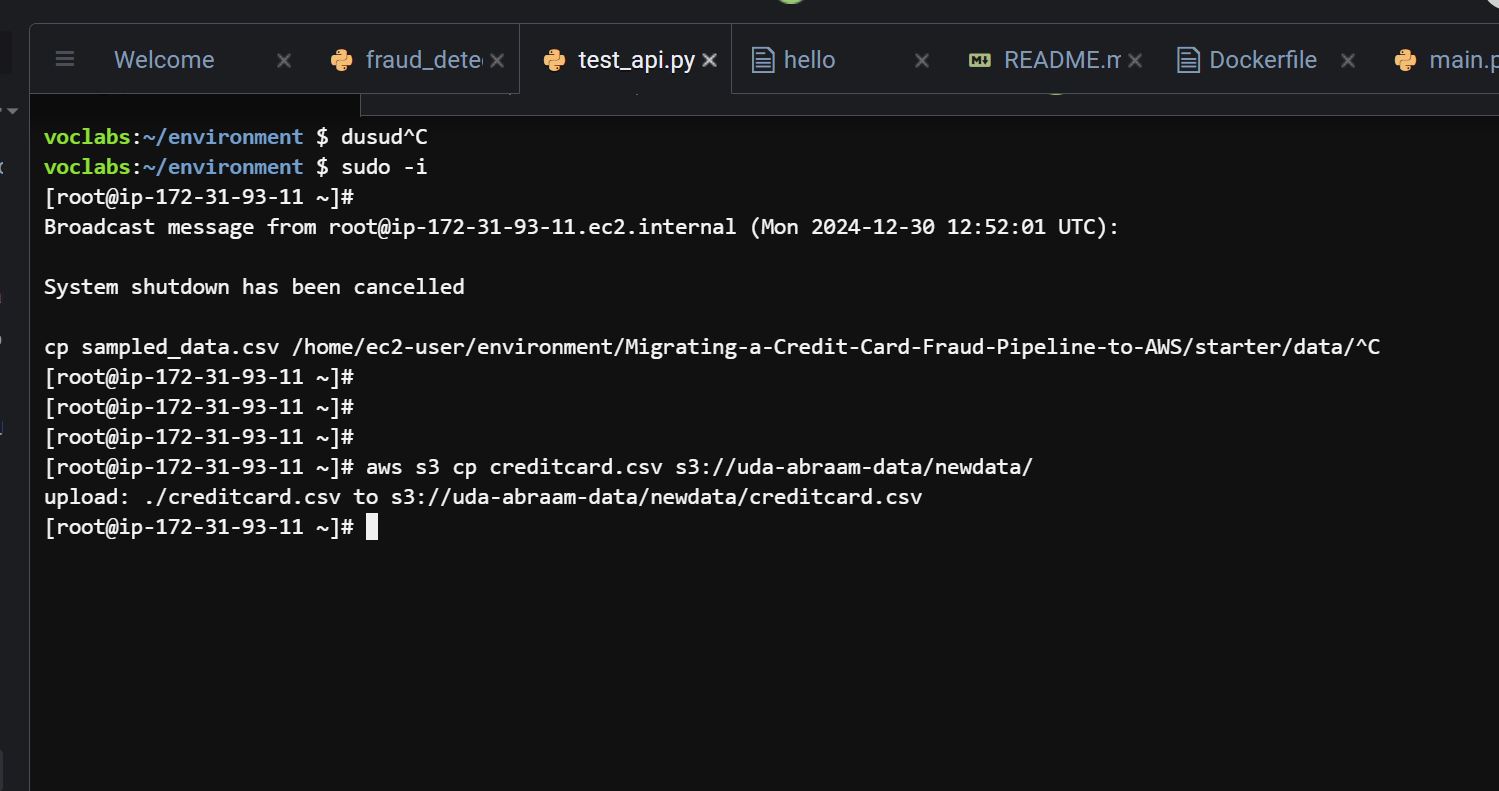 Welcome
fraud_dete
test_api.py
hello
README.m
Dockerfile
main.p
voclabs:~/environment $ dusud^C
voclabs:~/environment $ sudo -i
[root@ip-172-31-93-11 ~]#
Broadcast message from root@ip-172-31-93-11.ec2.internal (Mon 2024-12-30 12:52:01 UTC):
System shutdown has been cancelled
cp sampled_data.csv /home/ec2-user/environment/Migrating-a-Credit-Card-Fraud-Pipeline-to-AWS/starter/data/^C
[root@ip-172-31-93-11 ~]#
[root@ip-172-31-93-11 ~]#
[root@ip-172-31-93-11 ~]#
[root@ip-172-31-93-11 ~]# aws s3 cp creditcard.csv s3://uda-abraam-data/newdata/
upload: ./creditcard.csv to s3://uda-abraam-data/newdata/creditcard.csv
[root@ip-172-31-93-11 ~]#